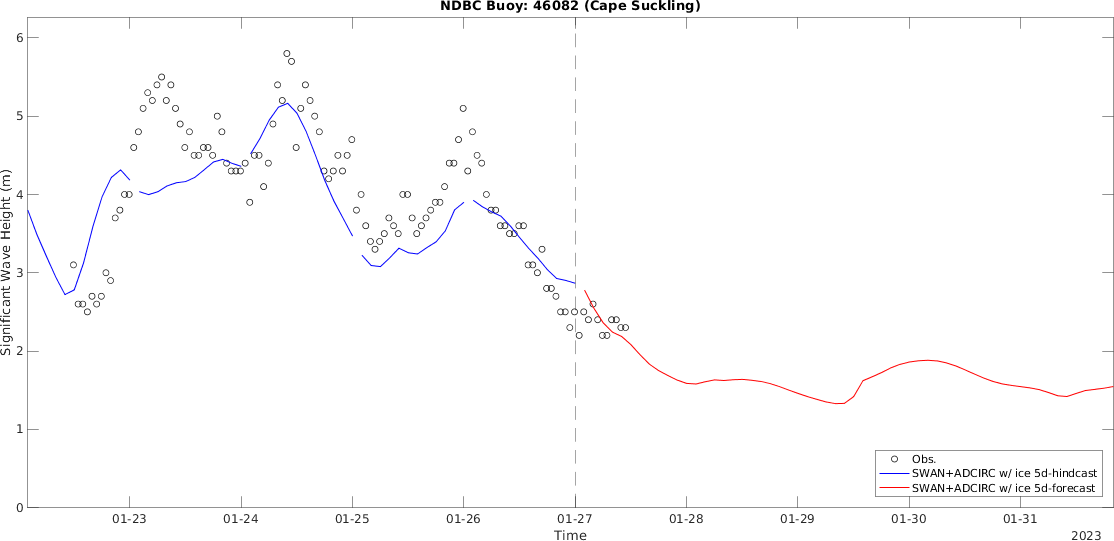 NDBC Buoy: 46082 (Cape Suckling)
Significant Wave Height (m)
6
5
4
3
2
1
0
01-23 01-24 01-25 01-26 01-27 01-28 01-29 01-30 01-31
Time
2023
Obs.
SWAN+ADCIRC w/ ice 5d-hindcast
SWAN+ADCIRC w/ ice 5d-forecast